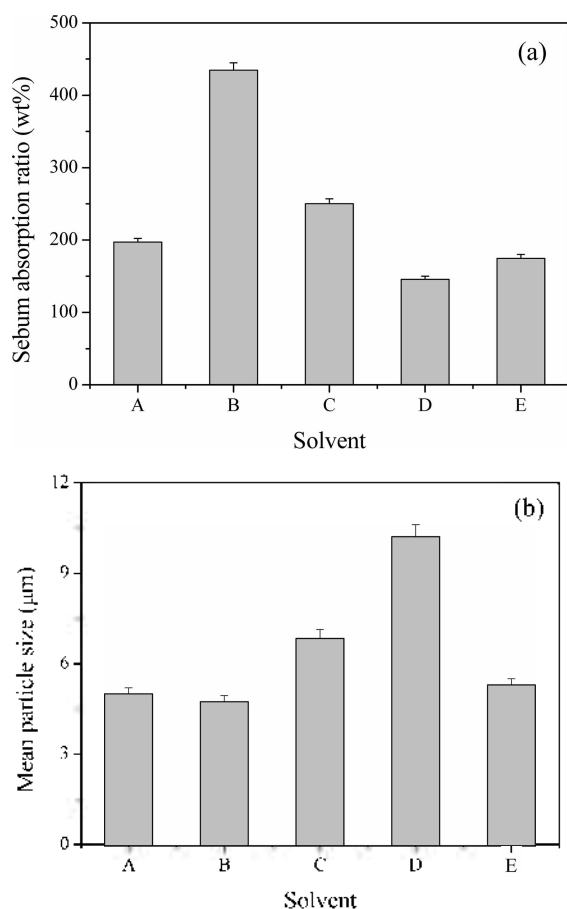 500
(a)
400
300
200
100
0
Sebum absorption ratio (wt%)
A B C D E
Solvent
12
(b)
9
6
3
0
Mean particle size (μm)
A B C D E
Solvent